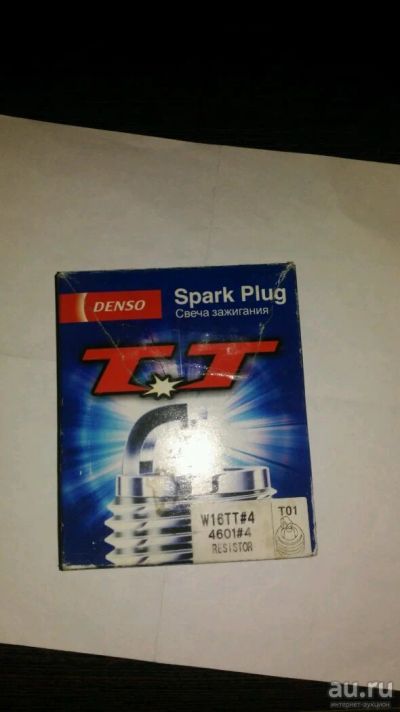 DENSO
Spark Plug
Свеча зажигания
TT
W16TT#4
4601#4
RESISTOR
T01
au.ru
интернет-аукцион